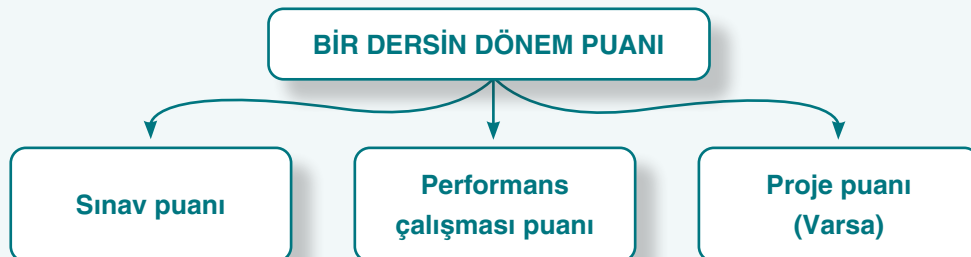 BİR DERSİN DÖNEM PUANI
Sınav puanı
Performans
çalışması puanı
Proje puanı
(Varsa)